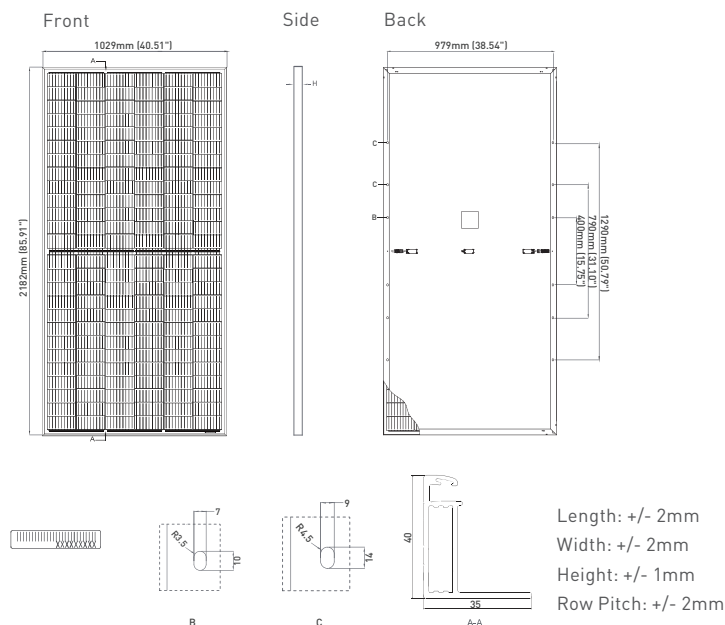 Front
Side
Back
1029mm (40.51")
979mm (38.54")
A
H
2182mm (85.91")
C
C
B
1290mm (50.79")
790mm (31.10")
400mm (15.75")
A
7
R3.5
10
B
9
R4.5
14
C
40
35
A-A
Length: +/- 2mm
Width: +/- 2mm
Height: +/- 1mm
Row Pitch: +/- 2mm